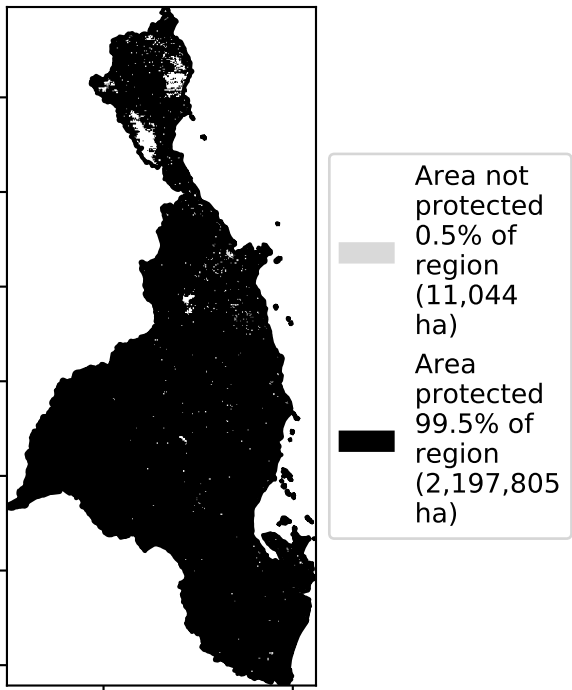 Area not
protected
0.5% of
region
(11,044
ha)
Area
protected
99.5% of
region
(2,197,805
ha)